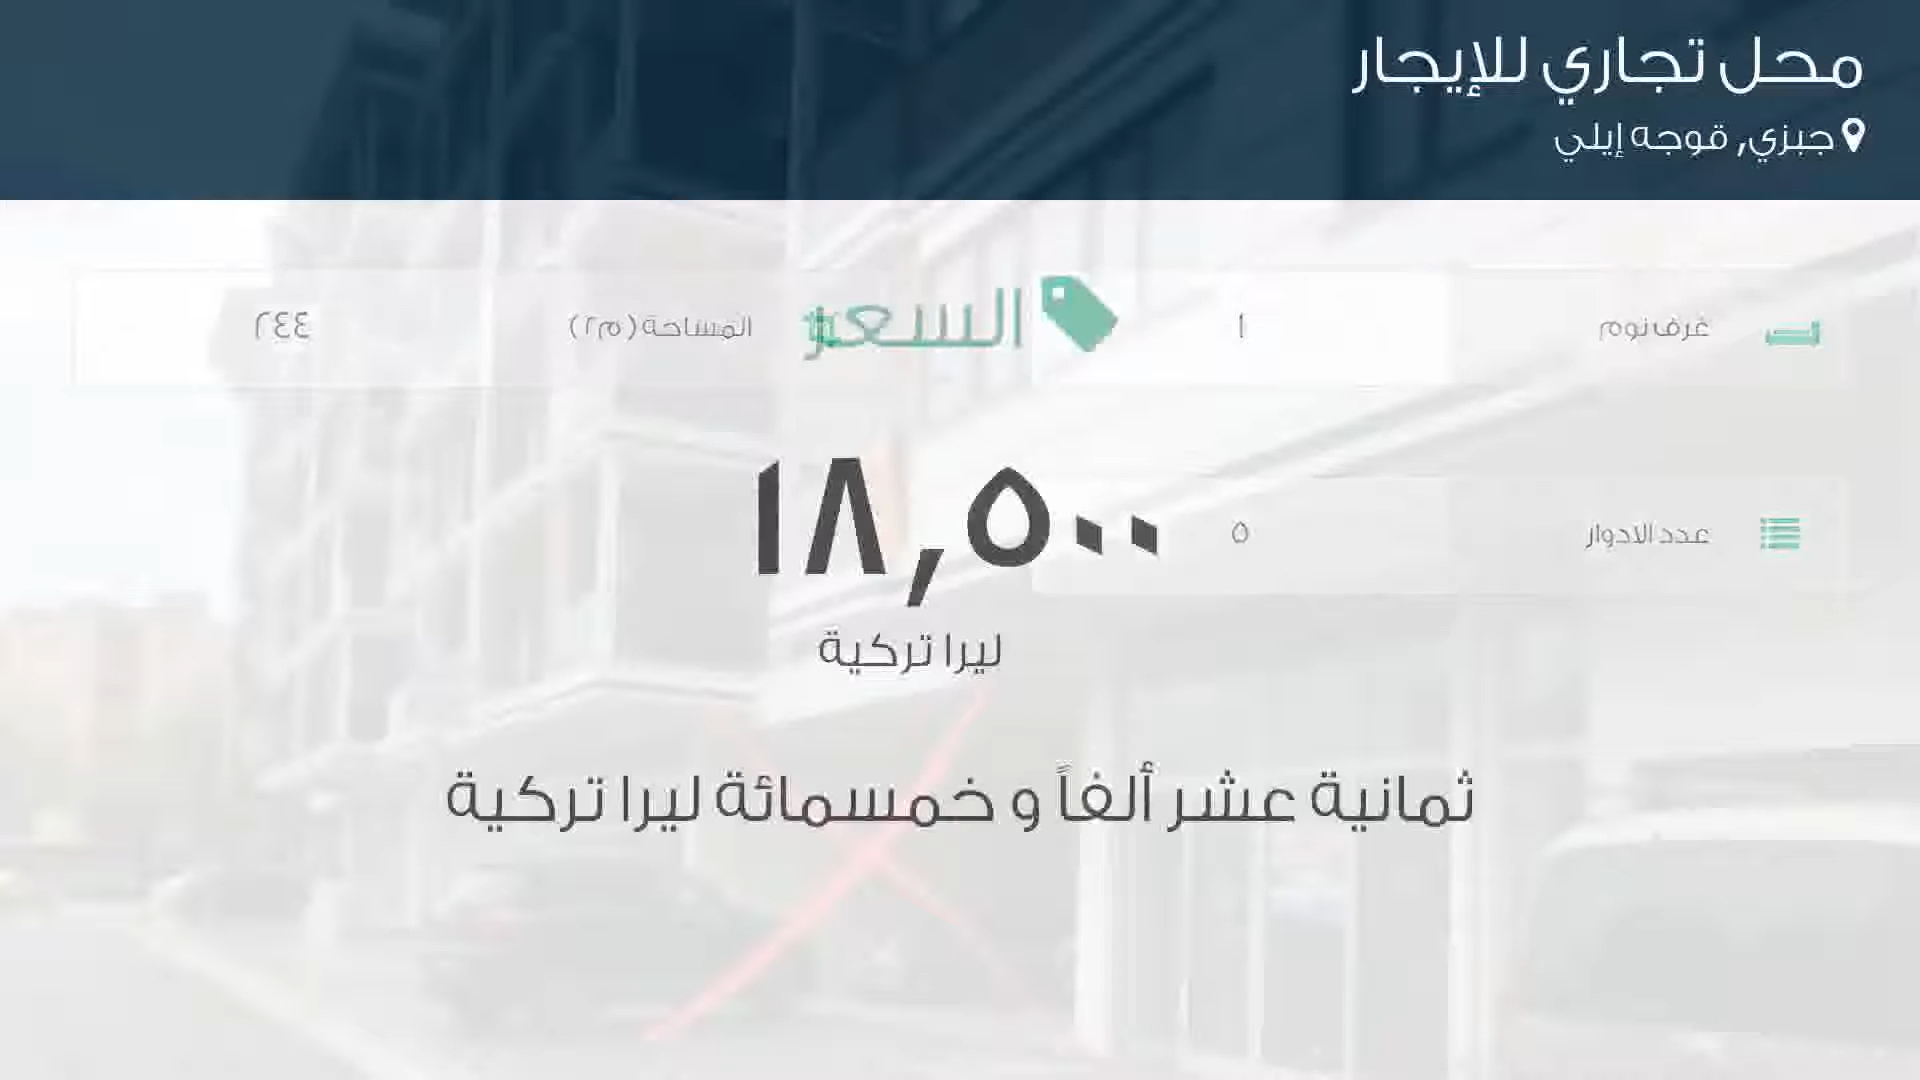 محل تجاري للإيجار
جبزي, قوجه إيلي
السعر
غرف نوم ١
المساحة (م٢) ٢٤٤
عدد الادوار ٥
١٨,٥٠٠
ليرا تركية
ثمانية عشر ألفاً و خمسمائة ليرا تركية